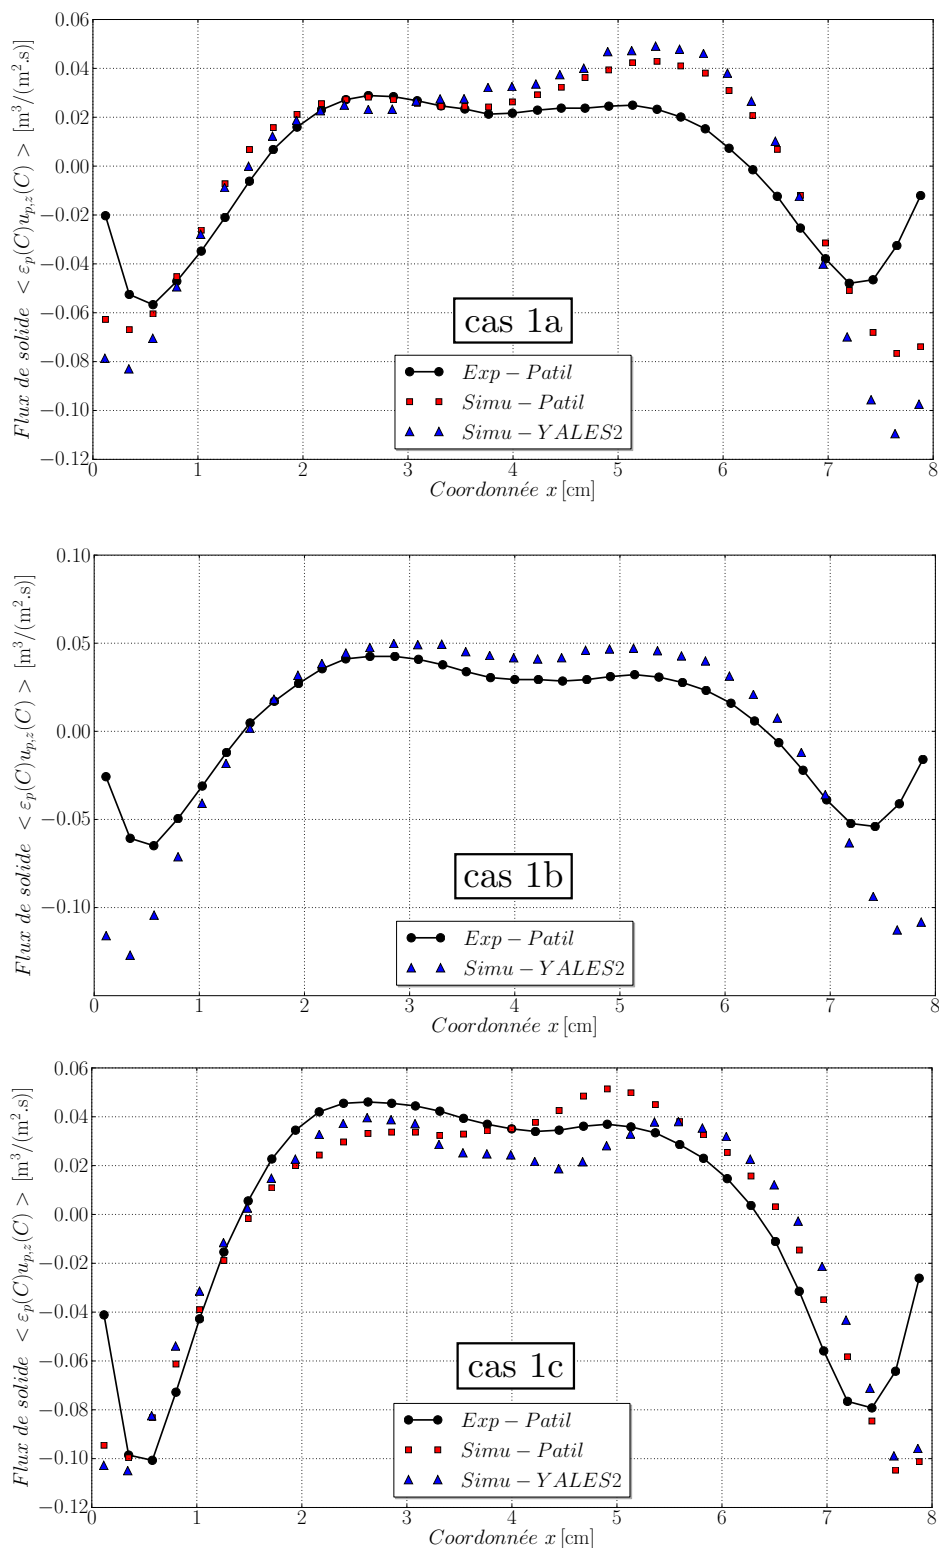 0.06
0.04
0.02
0.00
−0.02
−0.04
−0.06
−0.08
−0.10
−0.12
Flux de solide < ε_p(C)u_{p,z}(C) > [m³/(m².s)]
cas 1a
Exp − Patil
Simu − Patil
Simu − YALES2
0 1 2 3 4 5 6 7 8
Coordonnée x [cm]
0.10
0.05
0.00
−0.05
−0.10
Flux de solide < ε_p(C)u_{p,z}(C) > [m³/(m².s)]
cas 1b
Exp − Patil
Simu − YALES2
0 1 2 3 4 5 6 7 8
Coordonnée x [cm]
0.06
0.04
0.02
0.00
−0.02
−0.04
−0.06
−0.08
−0.10
−0.12
Flux de solide < ε_p(C)u_{p,z}(C) > [m³/(m².s)]
cas 1c
Exp − Patil
Simu − Patil
Simu − YALES2
0 1 2 3 4 5 6 7 8
Coordonnée x [cm]